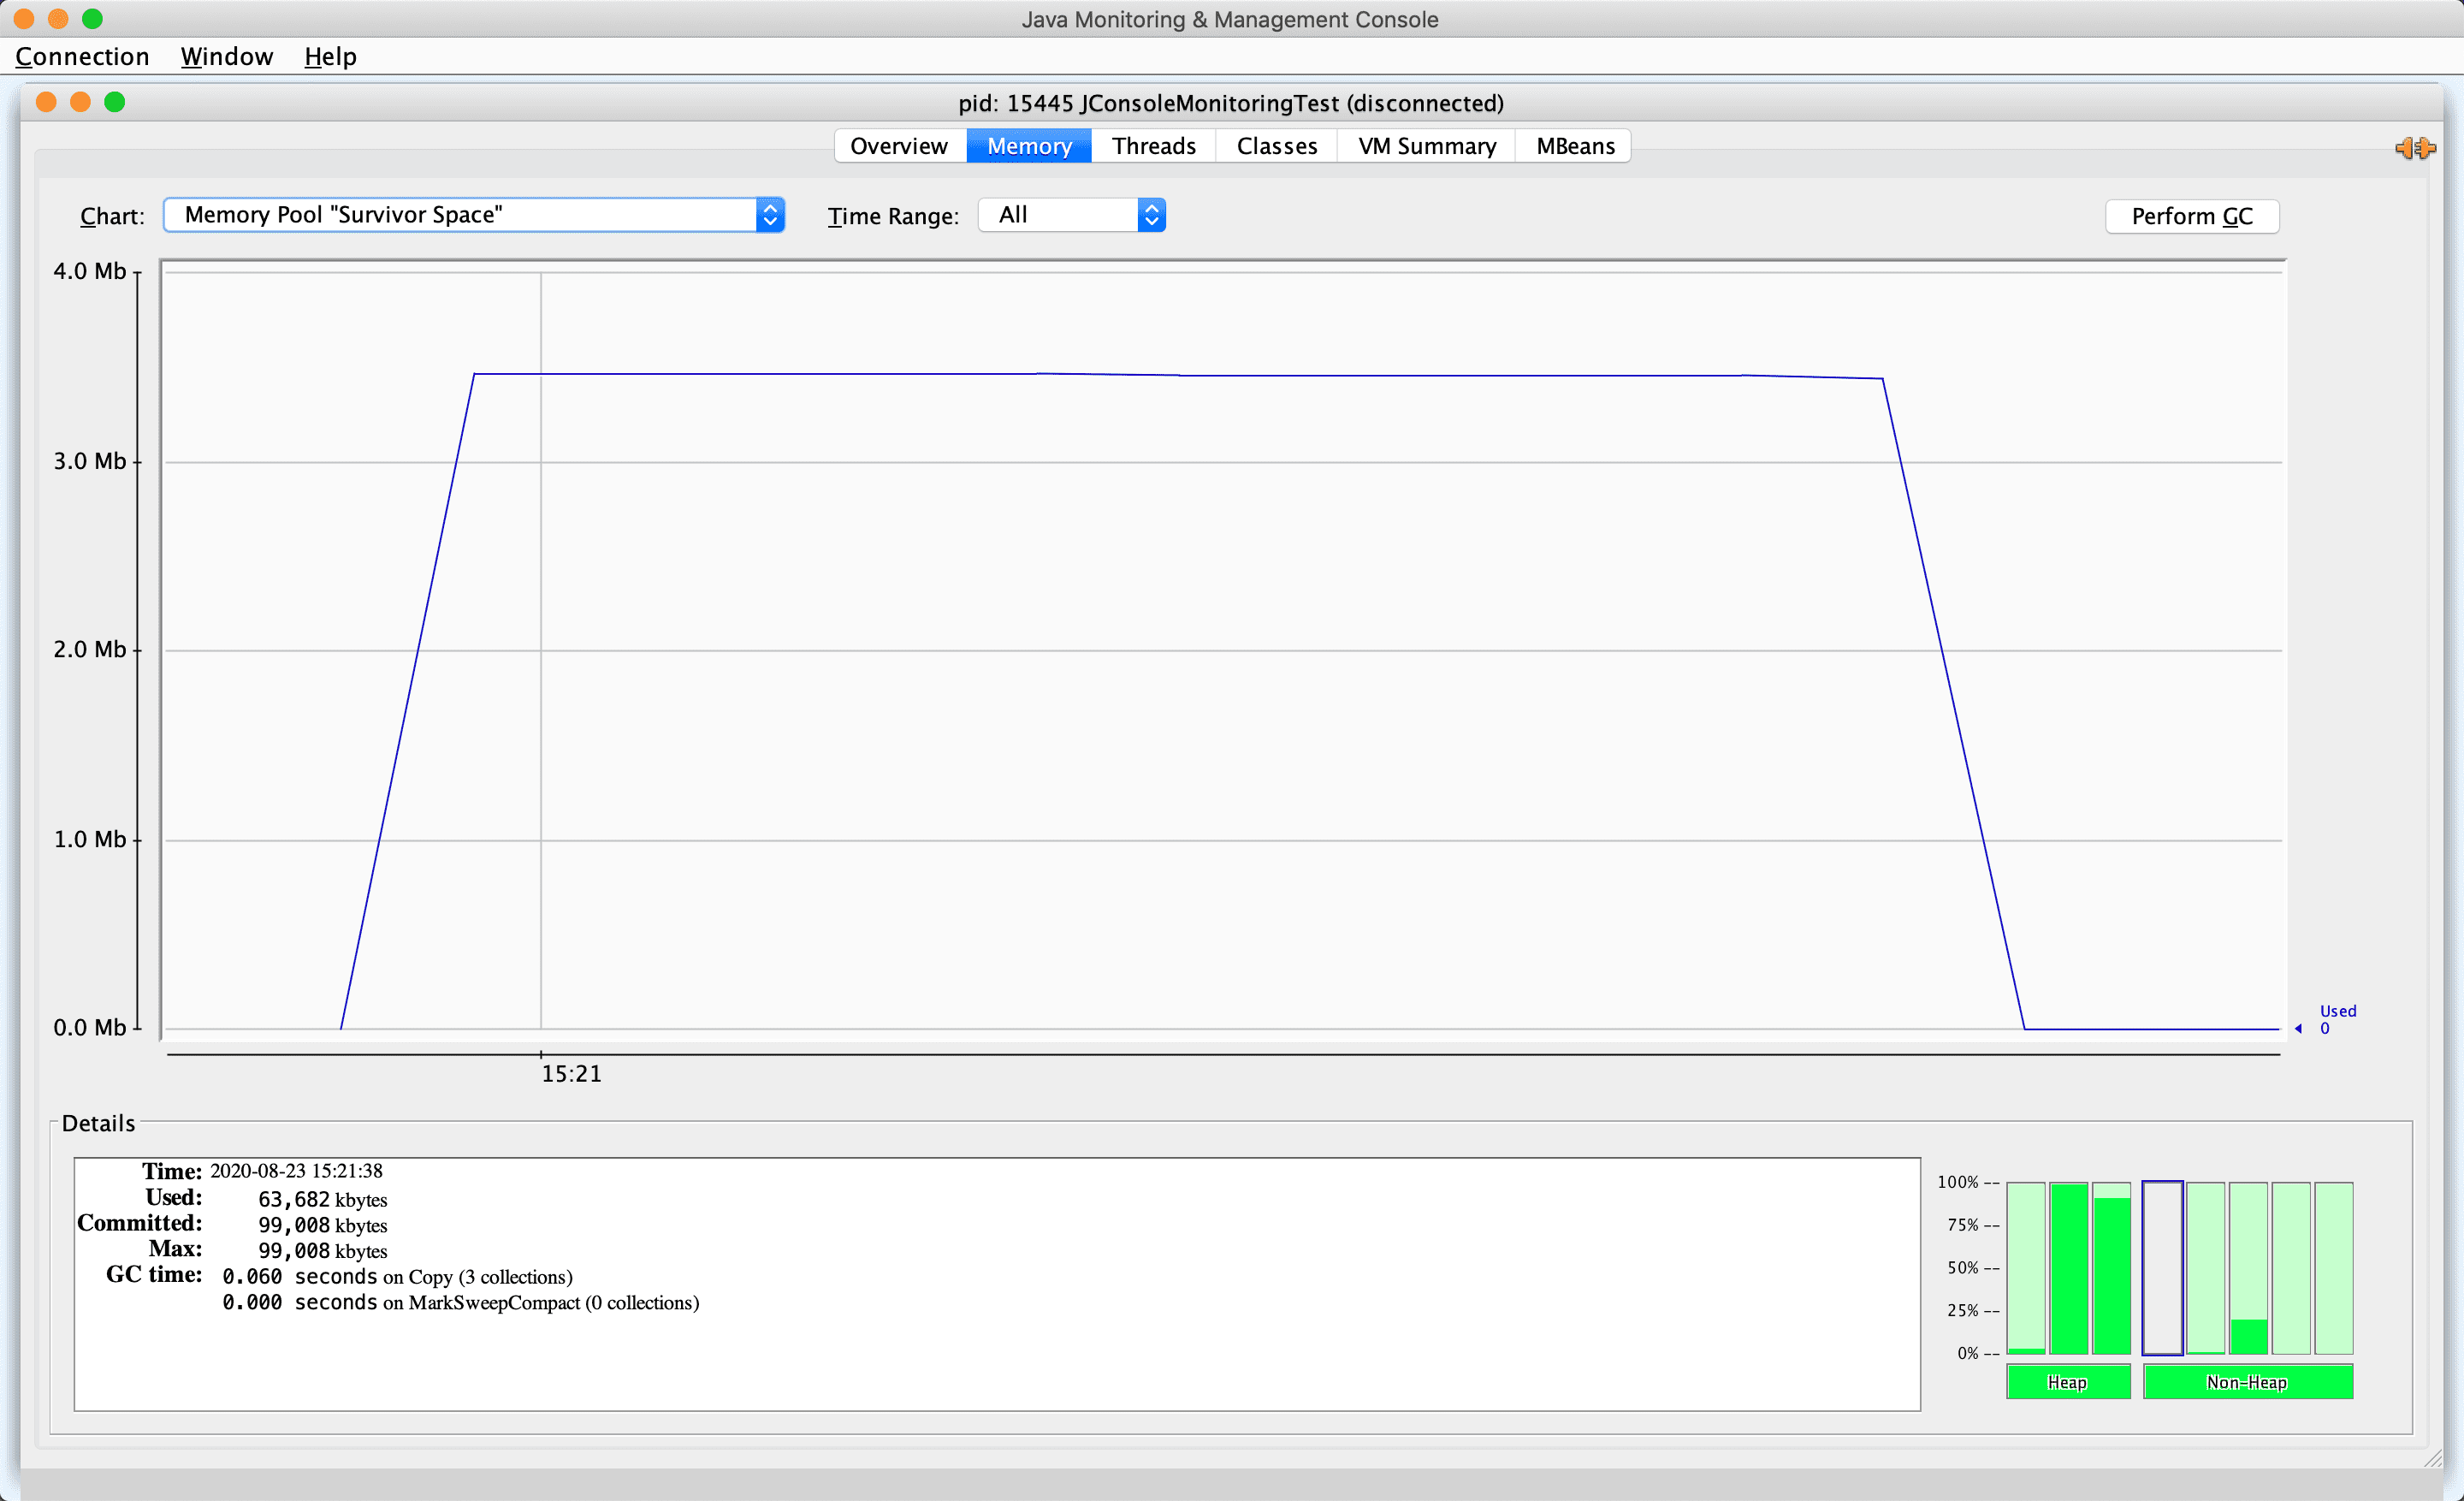 Java Monitoring & Management Console
Connection Window Help
pid: 15445 JConsoleMonitoringTest (disconnected)
Overview Memory Threads Classes VM Summary MBeans
Chart: Memory Pool "Survivor Space" Time Range: All Perform GC
4.0 Mb
3.0 Mb
2.0 Mb
1.0 Mb
0.0 Mb
Used
0
15:21
Details
Time: 2020-08-23 15:21:38
Used: 63,682 kbytes
Committed: 99,008 kbytes
Max: 99,008 kbytes
GC time: 0.060 seconds on Copy (3 collections)
0.000 seconds on MarkSweepCompact (0 collections)
100% --
75% --
50% --
25% --
0% --
Heap Non-Heap